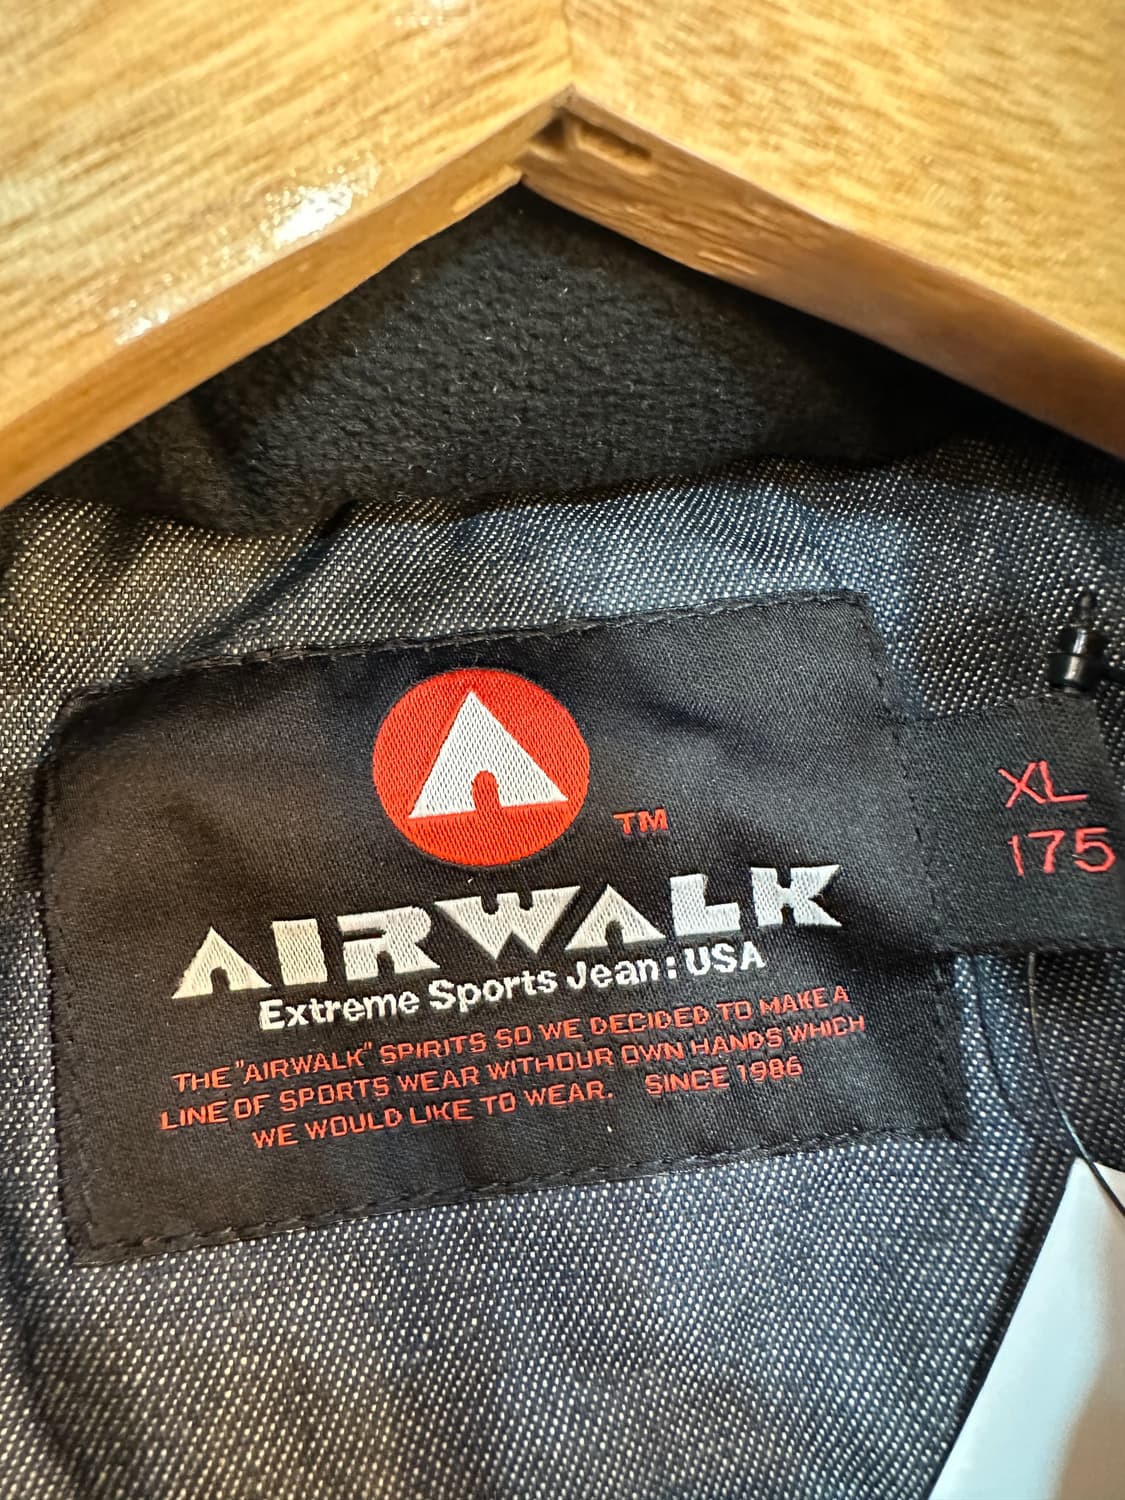 TM
AIRWALK
Extreme Sports Jean : USA
THE "AIRWALK" SPIRITS SO WE DECIDED TO MAKE A
LINE OF SPORTS WEAR WITHOUR OWN HANDS WHICH
WE WOULD LIKE TO WEAR. SINCE 1986
XL
175